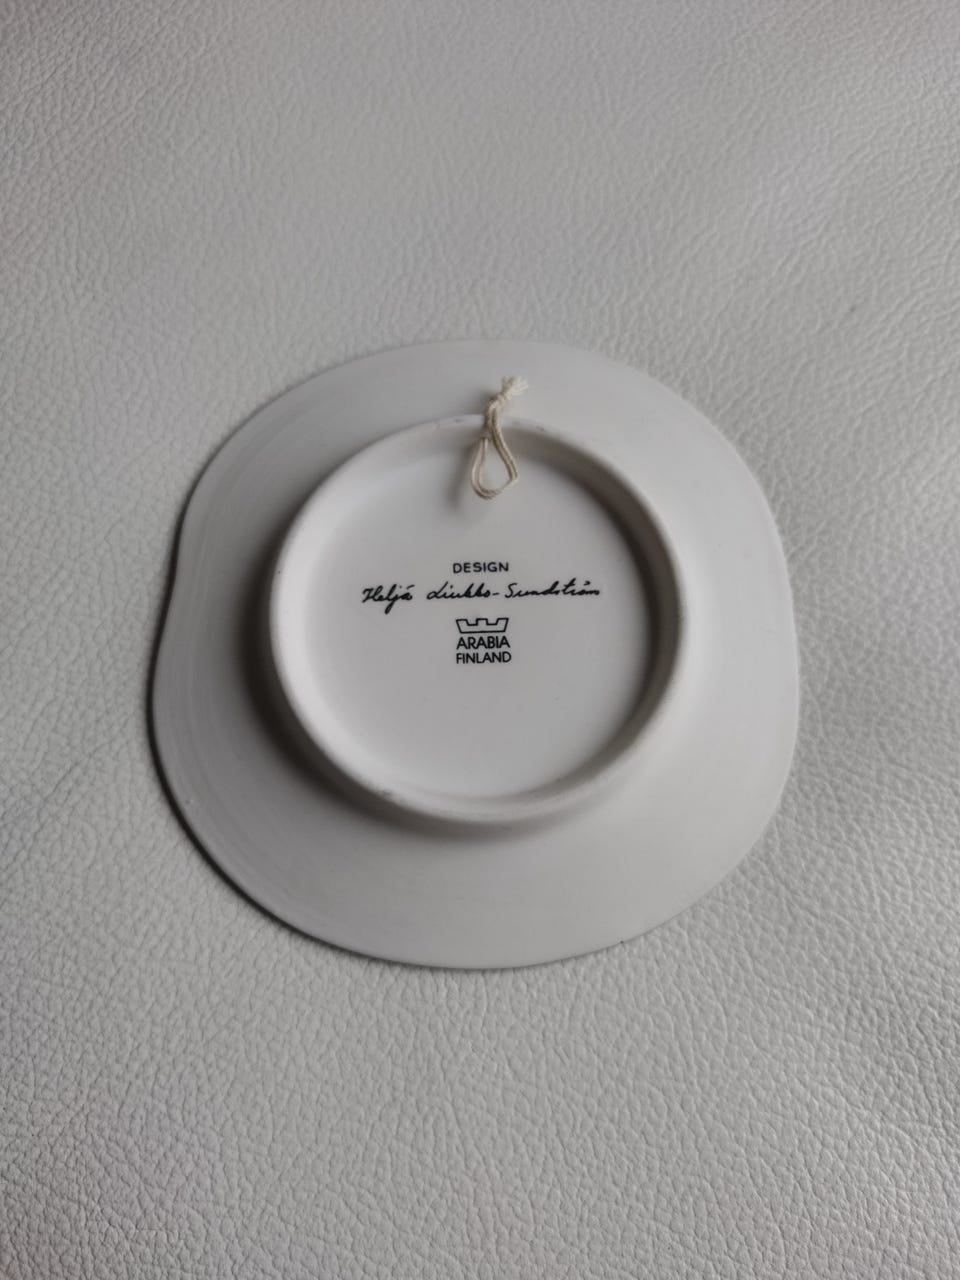 DESIGN
Heljä Liukko-Sundström
ARABIA
FINLAND